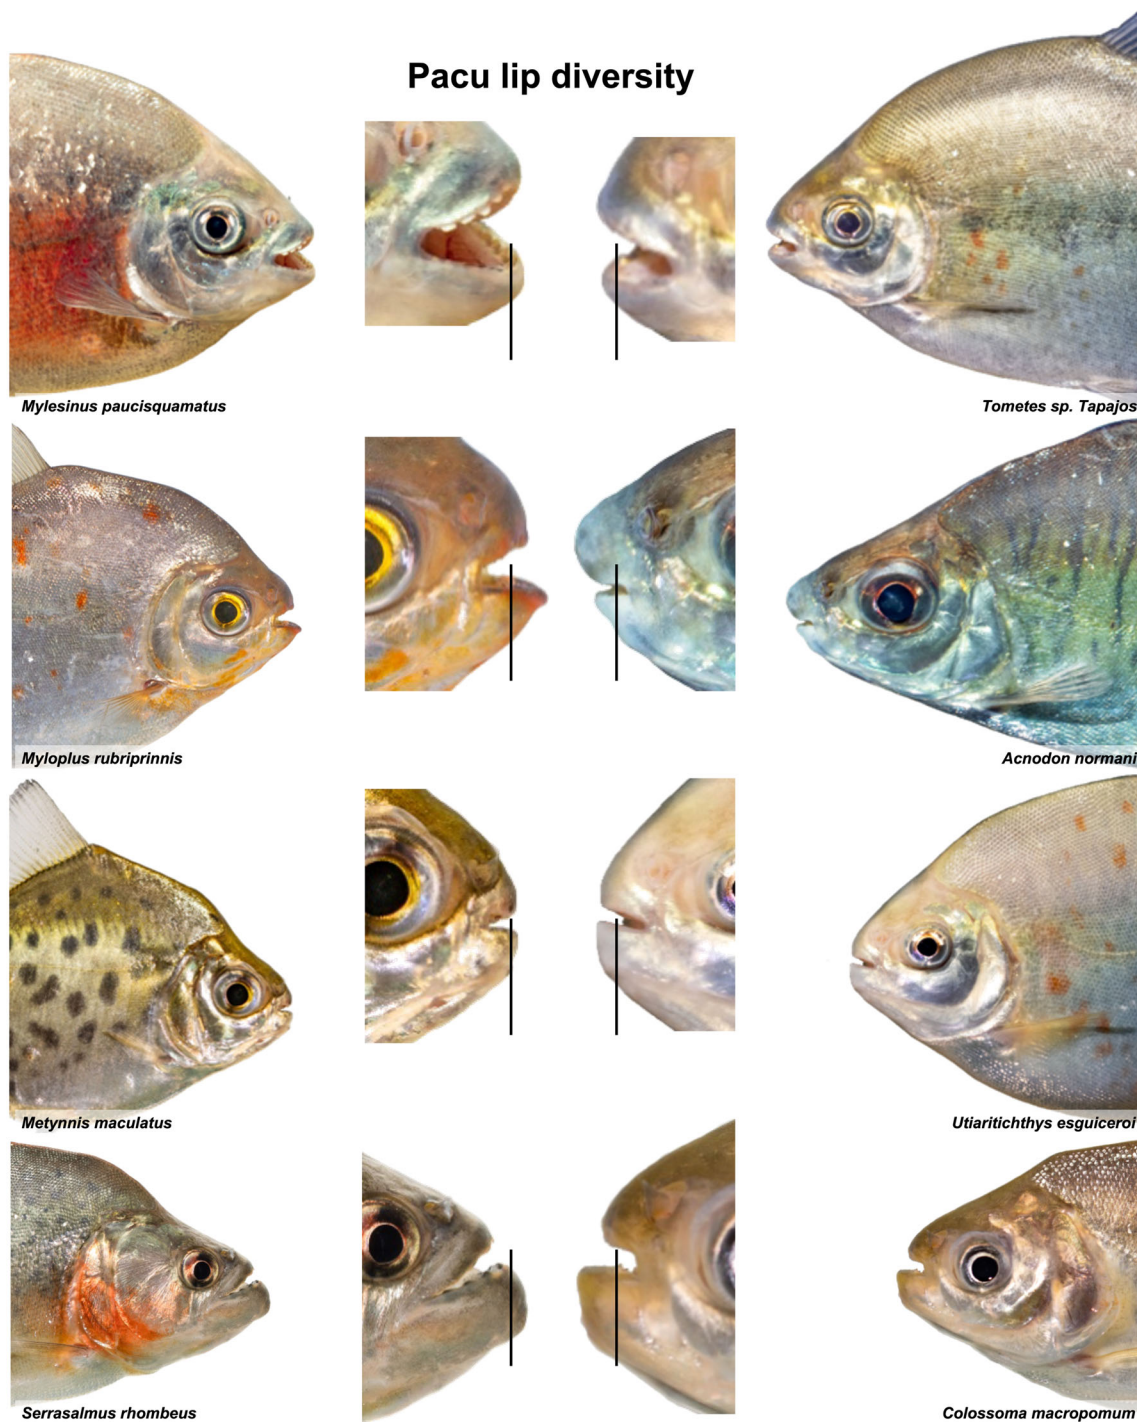 Pacu lip diversity
Mylesinus paucisquamatus
Tometes sp. Tapajos
Myloplus rubriprinnis
Acnodon normani
Metynnis maculatus
Utiaritichthys esguiceroi
Serrasalmus rhombeus
Colossoma macropomum